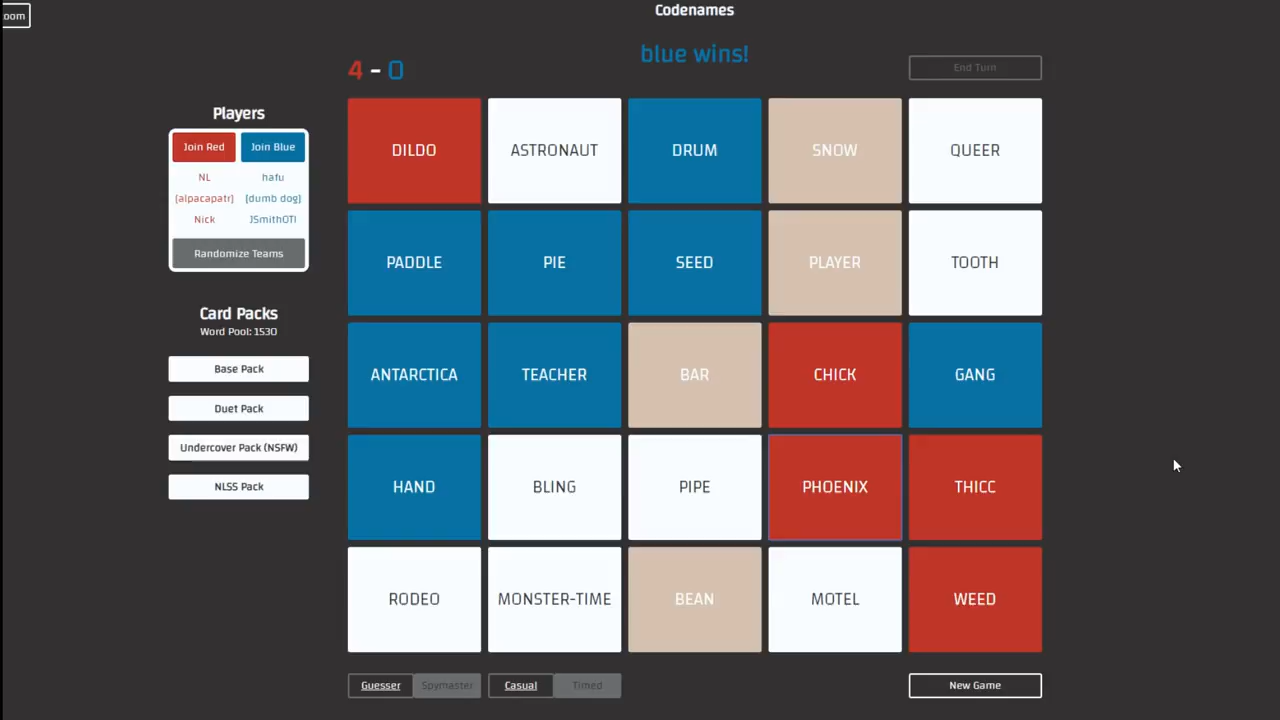 oom
Codenames
4 - 0
blue wins!
End Turn
Players
Join Red Join Blue
NL hafu
[alpacapatr] [dumb dog]
Nick JSmithOTI
Randomize Teams
Card Packs
Word Pool: 1530
Base Pack
Duet Pack
Undercover Pack (NSFW)
NLSS Pack
DILDO ASTRONAUT DRUM SNOW QUEER
PADDLE PIE SEED PLAYER TOOTH
ANTARCTICA TEACHER BAR CHICK GANG
HAND BLING PIPE PHOENIX THICC
RODEO MONSTER-TIME BEAN MOTEL WEED
Guesser Spymaster Casual Timed New Game